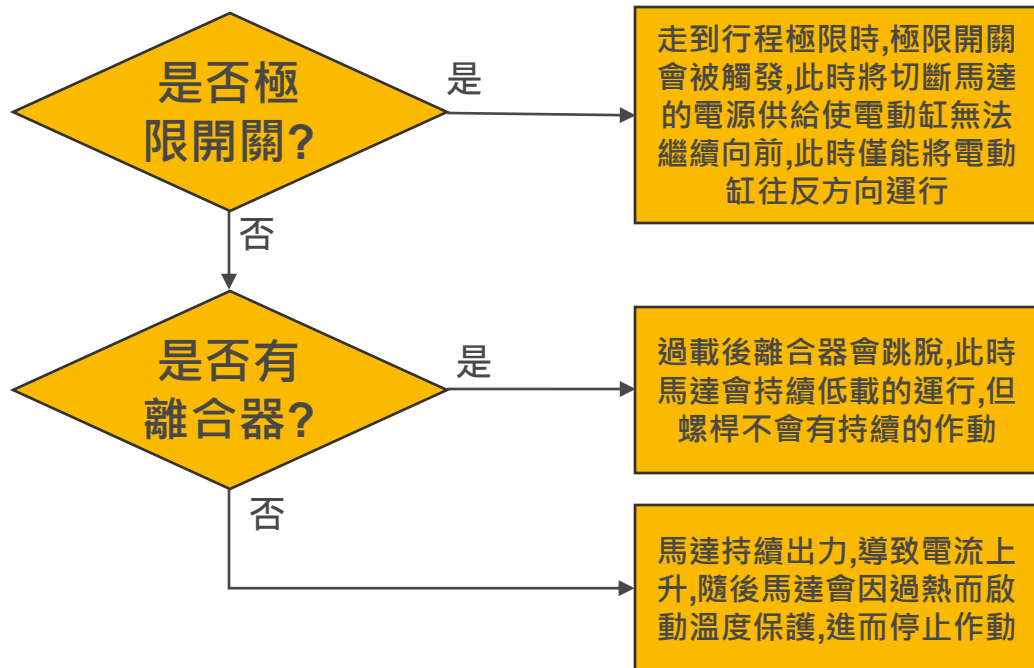 是否極
限開關?
是
走到行程極限時,極限開關
會被觸發,此時將切斷馬達
的電源供給使電動缸無法
繼續向前,此時僅能將電動
缸往反方向運行
否
是否有
離合器?
是
過載後離合器會跳脫,此時
馬達會持續低載的運行,但
螺桿不會有持續的作動
否
馬達持續出力,導致電流上
升,隨後馬達會因過熱而啟
動溫度保護,進而停止作動